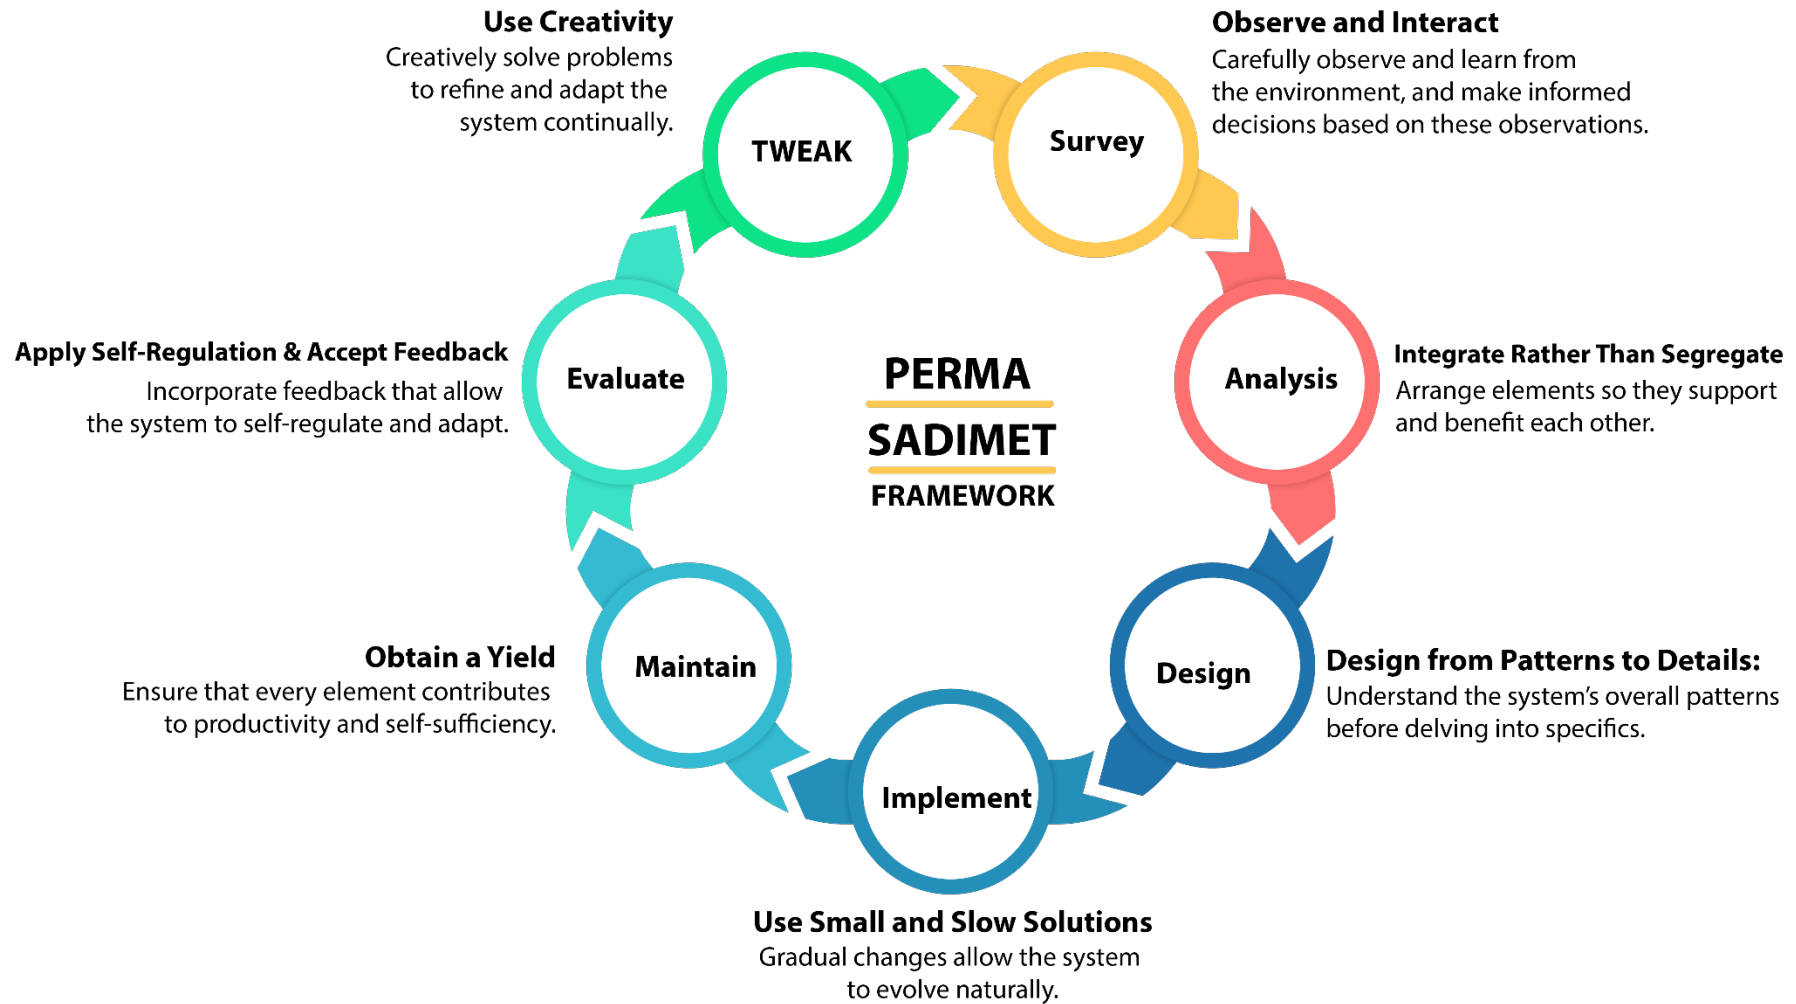 PERMA
SADIMET
FRAMEWORK
Survey
Observe and Interact
Carefully observe and learn from
the environment, and make informed
decisions based on these observations.
Analysis
Integrate Rather Than Segregate
Arrange elements so they support
and benefit each other.
Design
Design from Patterns to Details:
Understand the system’s overall patterns
before delving into specifics.
Implement
Use Small and Slow Solutions
Gradual changes allow the system
to evolve naturally.
Maintain
Obtain a Yield
Ensure that every element contributes
to productivity and self-sufficiency.
Evaluate
Apply Self-Regulation & Accept Feedback
Incorporate feedback that allow
the system to self-regulate and adapt.
TWEAK
Use Creativity
Creatively solve problems
to refine and adapt the
system continually.